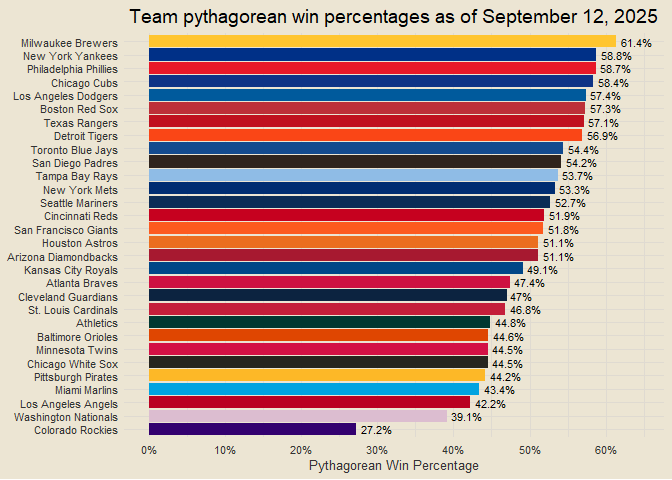 Team pythagorean win percentages as of September 12, 2025
Milwaukee Brewers 61.4%
New York Yankees 58.8%
Philadelphia Phillies 58.7%
Chicago Cubs 58.4%
Los Angeles Dodgers 57.4%
Boston Red Sox 57.3%
Texas Rangers 57.1%
Detroit Tigers 56.9%
Toronto Blue Jays 54.4%
San Diego Padres 54.2%
Tampa Bay Rays 53.7%
New York Mets 53.3%
Seattle Mariners 52.7%
Cincinnati Reds 51.9%
San Francisco Giants 51.8%
Houston Astros 51.1%
Arizona Diamondbacks 51.1%
Kansas City Royals 49.1%
Atlanta Braves 47.4%
Cleveland Guardians 47%
St. Louis Cardinals 46.8%
Athletics 44.8%
Baltimore Orioles 44.6%
Minnesota Twins 44.5%
Chicago White Sox 44.5%
Pittsburgh Pirates 44.2%
Miami Marlins 43.4%
Los Angeles Angels 42.2%
Washington Nationals 39.1%
Colorado Rockies 27.2%
0% 10% 20% 30% 40% 50% 60%
Pythagorean Win Percentage